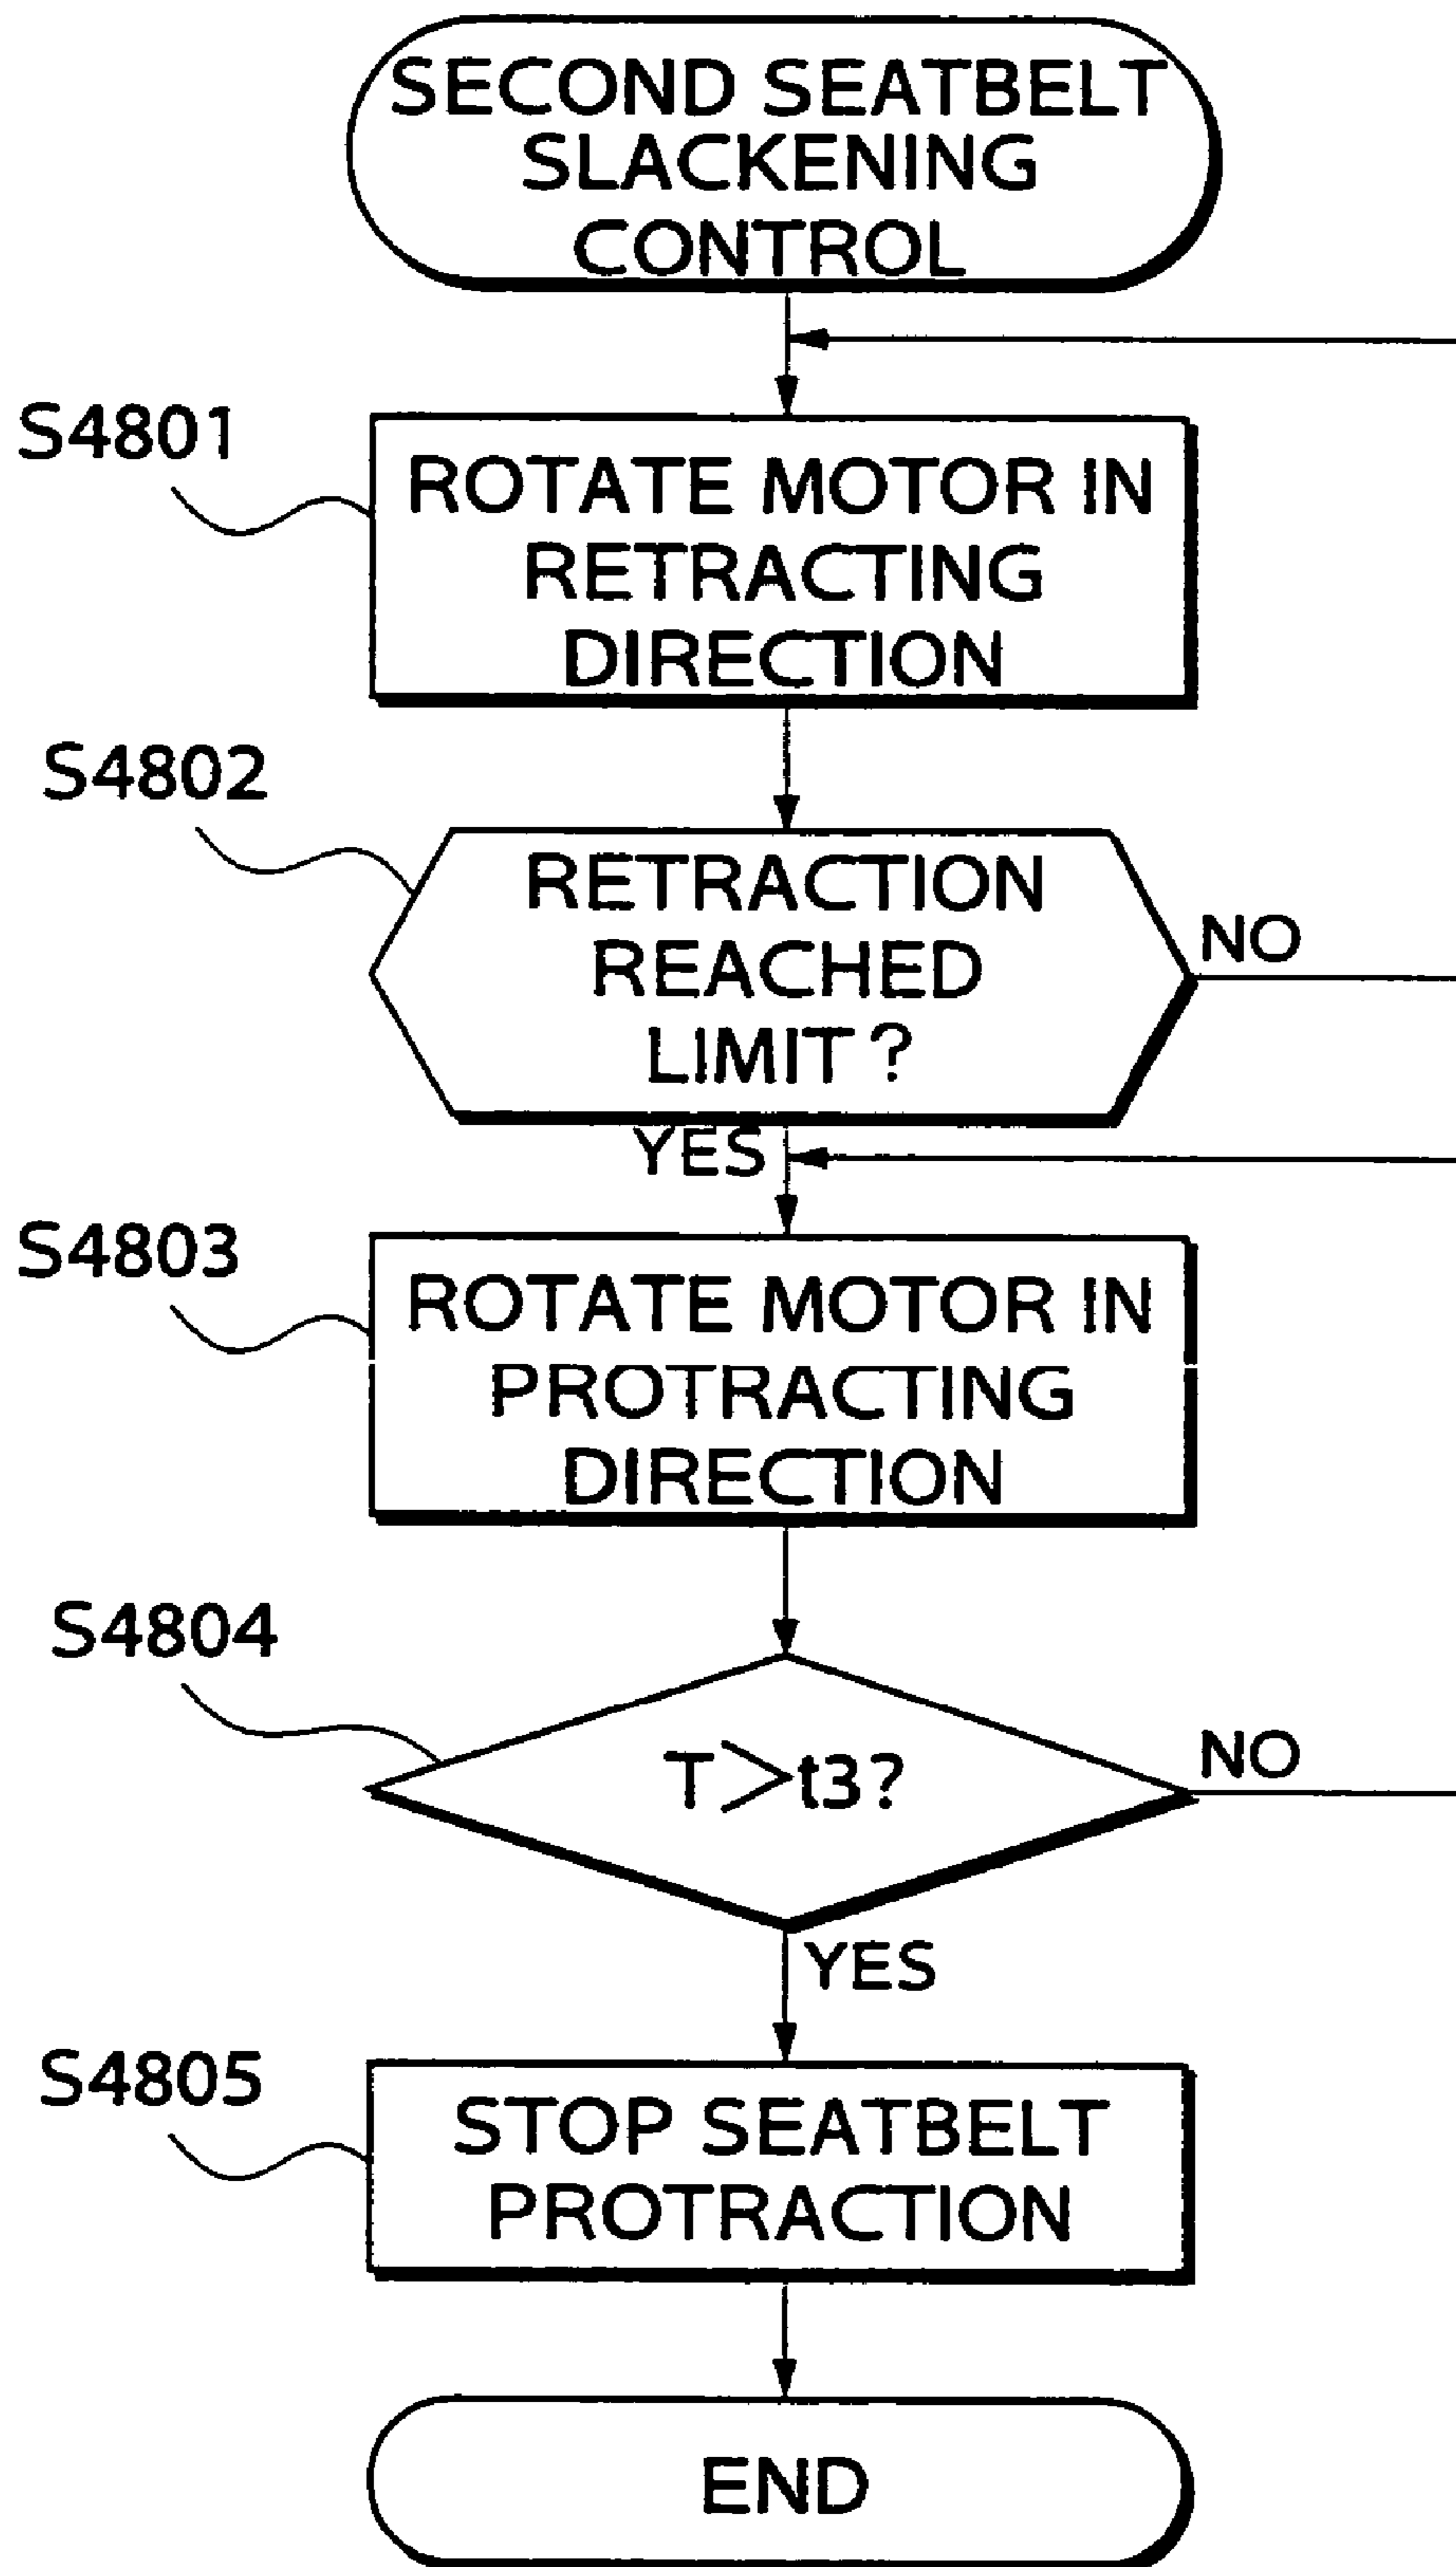 SECOND SEATBELT
SLACKENING
CONTROL
S4801
ROTATE MOTOR IN
RETRACTING
DIRECTION
S4802
RETRACTION
REACHED
LIMIT?
NO
YES
S4803
ROTATE MOTOR IN
PROTRACTING
DIRECTION
S4804
T>t3?
NO
YES
S4805
STOP SEATBELT
PROTRACTION
END